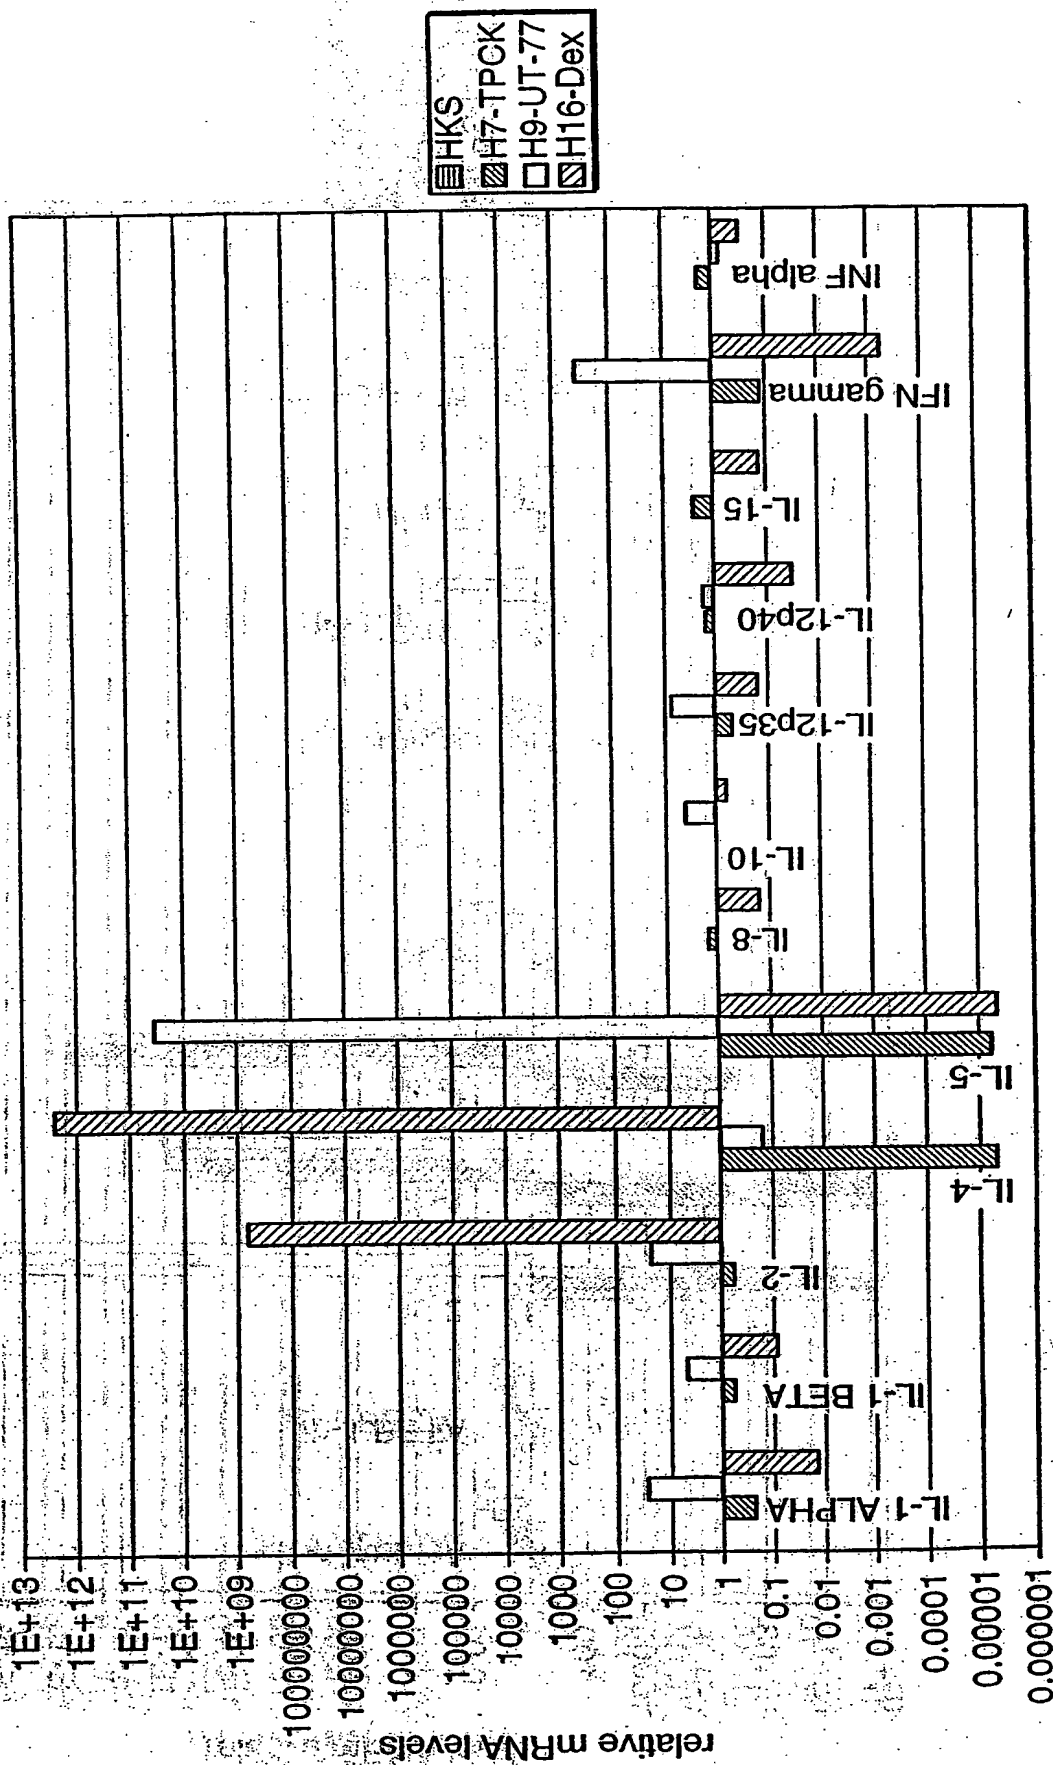 relative mRNA levels
1E+13
1E+12
1E+11
1E+10
1E+09
100000000
10000000
1000000
100000
10000
1000
100
10
1
0.1
0.01
0.001
0.0001
0.00001
0.000001
IL-1 ALPHA
IL-1 BETA
IL-2
IL-4
IL-5
IL-8
IL-10
IL-12p35
IL-12p40
IL-15
IFN gamma
INF alpha
HKS
H7-TPCK
H9-UT-77
H16-Dex